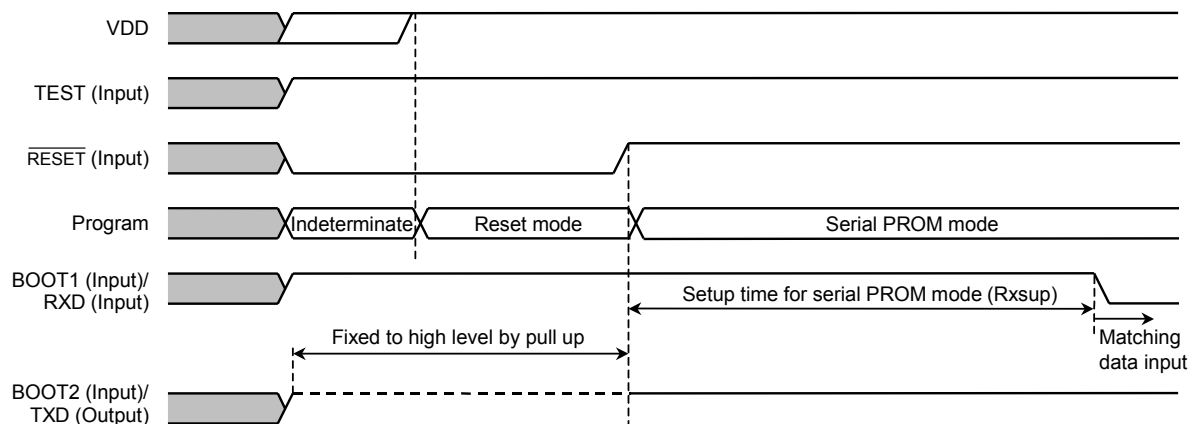 VDD
TEST (Input)
RESET (Input)
Program
Indeterminate
Reset mode
Serial PROM mode
BOOT1 (Input)/
RXD (Input)
Setup time for serial PROM mode (Rxsup)
Fixed to high level by pull up
Matching
data input
BOOT2 (Input)/
TXD (Output)